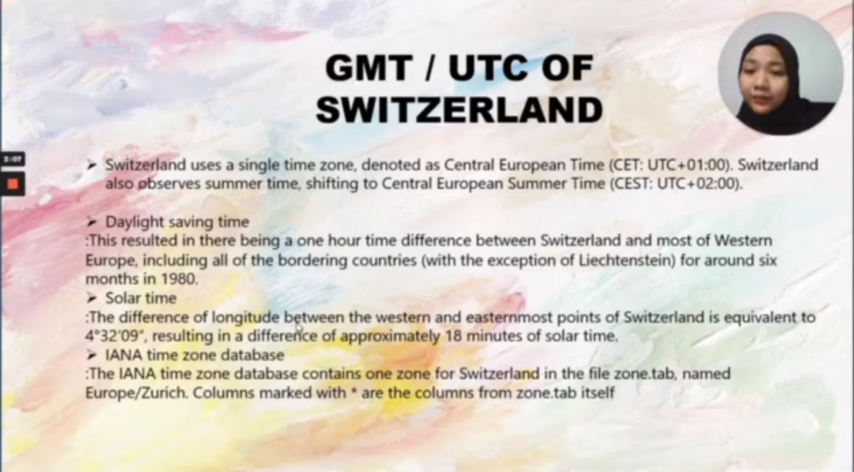 GMT / UTC OF
SWITZERLAND
➢ Switzerland uses a single time zone, denoted as Central European Time (CET: UTC+01:00). Switzerland
also observes summer time, shifting to Central European Summer Time (CEST: UTC+02:00).
➢ Daylight saving time
:This resulted in there being a one hour time difference between Switzerland and most of Western
Europe, including all of the bordering countries (with the exception of Liechtenstein) for around six
months in 1980.
➢ Solar time
:The difference of longitude between the western and easternmost points of Switzerland is equivalent to
4°32'09", resulting in a difference of approximately 18 minutes of solar time.
➢ IANA time zone database
:The IANA time zone database contains one zone for Switzerland in the file zone.tab, named
Europe/Zurich. Columns marked with * are the columns from zone.tab itself